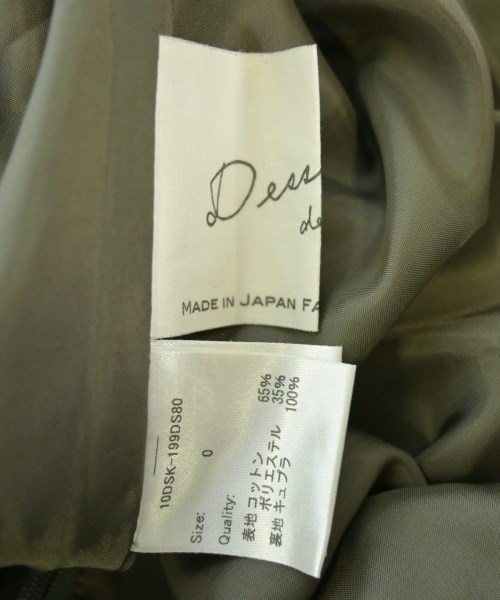 Dess
de
MADE IN JAPAN FA
10DSK-199DS80
Size: 0
Quality:
表地 コットン 65%
ポリエステル 35%
裏地 キュプラ 100%